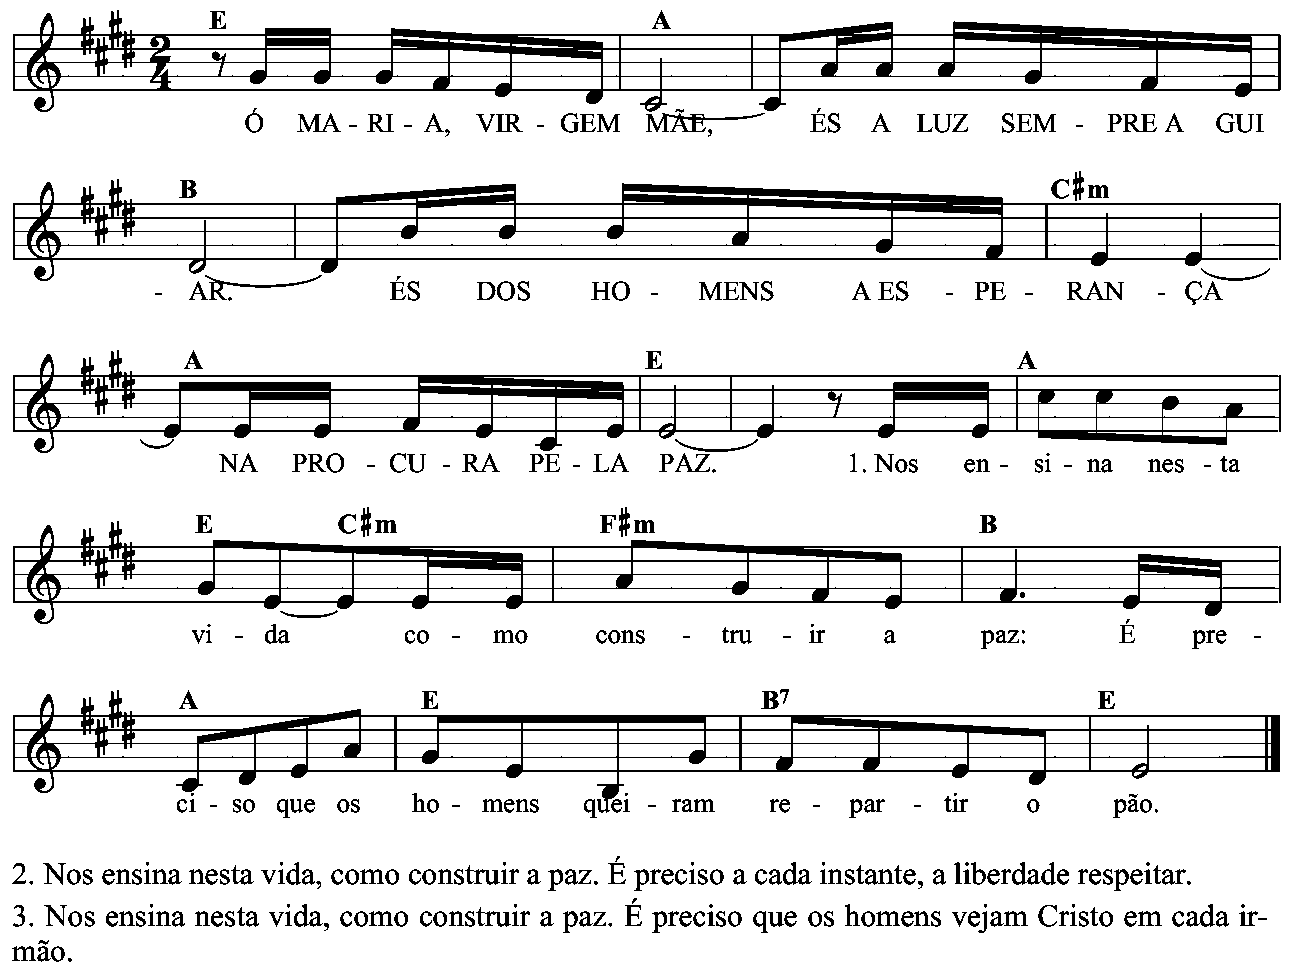 E A
Ó MA - RI - A, VIR - GEM MÃE, ÉS A LUZ SEM - PRE A GUI
B C#m
- AR. ÉS DOS HO - MENS A ES - PE - RAN - ÇA
A E A
NA PRO - CU - RA PE - LA PAZ. 1. Nos en - si - na nes - ta
E C#m F#m B
vi - da co - mo cons - tru - ir a paz: É pre -
A E B7 E
ci - so que os ho - mens quei - ram re - par - tir o pão.
2. Nos ensina nesta vida, como construir a paz. É preciso a cada instante, a liberdade respeitar.
3. Nos ensina nesta vida, como construir a paz. É preciso que os homens vejam Cristo em cada ir-
mão.